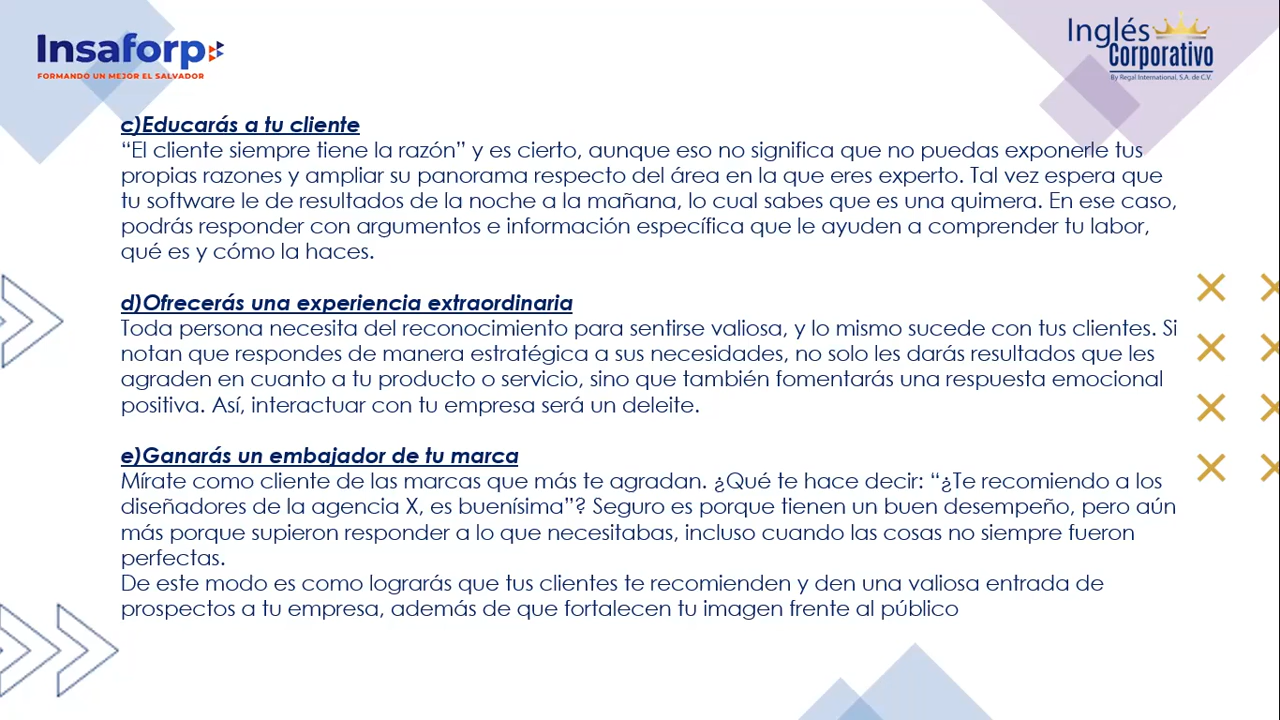 Insaforp
FORMANDO UN MEJOR EL SALVADOR
Inglés
Corporativo
By Regal International, S.A. de C.V.
c)Educarás a tu cliente
“El cliente siempre tiene la razón” y es cierto, aunque eso no significa que no puedas exponerle tus
propias razones y ampliar su panorama respecto del área en la que eres experto. Tal vez espera que
tu software le de resultados de la noche a la mañana, lo cual sabes que es una quimera. En ese caso,
podrás responder con argumentos e información específica que le ayuden a comprender tu labor,
qué es y cómo la haces.
d)Ofrecerás una experiencia extraordinaria
Toda persona necesita del reconocimiento para sentirse valiosa, y lo mismo sucede con tus clientes. Si
notan que respondes de manera estratégica a sus necesidades, no solo les darás resultados que les
agraden en cuanto a tu producto o servicio, sino que también fomentarás una respuesta emocional
positiva. Así, interactuar con tu empresa será un deleite.
e)Ganarás un embajador de tu marca
Mírate como cliente de las marcas que más te agradan. ¿Qué te hace decir: “¿Te recomiendo a los
diseñadores de la agencia X, es buenísima”? Seguro es porque tienen un buen desempeño, pero aún
más porque supieron responder a lo que necesitabas, incluso cuando las cosas no siempre fueron
perfectas.
De este modo es como lograrás que tus clientes te recomienden y den una valiosa entrada de
prospectos a tu empresa, además de que fortalecen tu imagen frente al público